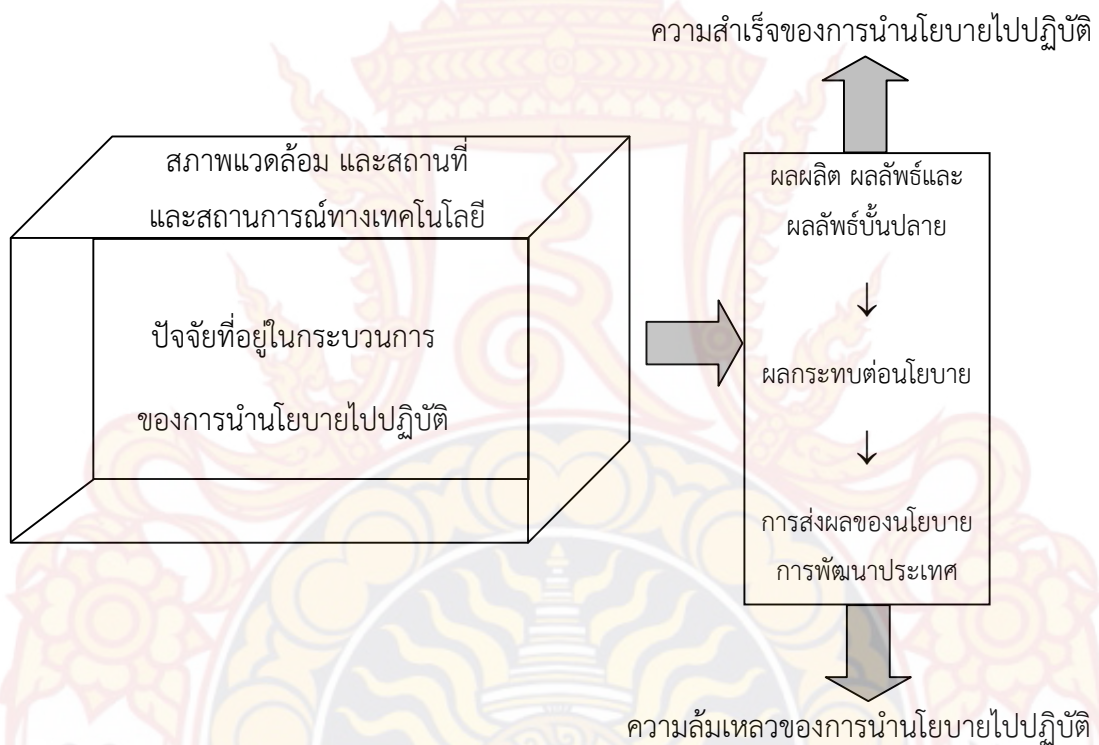 ความสำเร็จของการนำนโยบายไปปฏิบัติ
สภาพแวดล้อม และสถานที่
และสถานการณ์ทางเทคโนโลยี
ปัจจัยที่อยู่ในกระบวนการ
ของการนำนโยบายไปปฏิบัติ
ผลผลิต ผลลัพธ์และ
ผลลัพธ์บั้นปลาย
↓
ผลกระทบต่อนโยบาย
↓
การส่งผลของนโยบาย
การพัฒนาประเทศ
ความล้มเหลวของการนำนโยบายไปปฏิบัติ